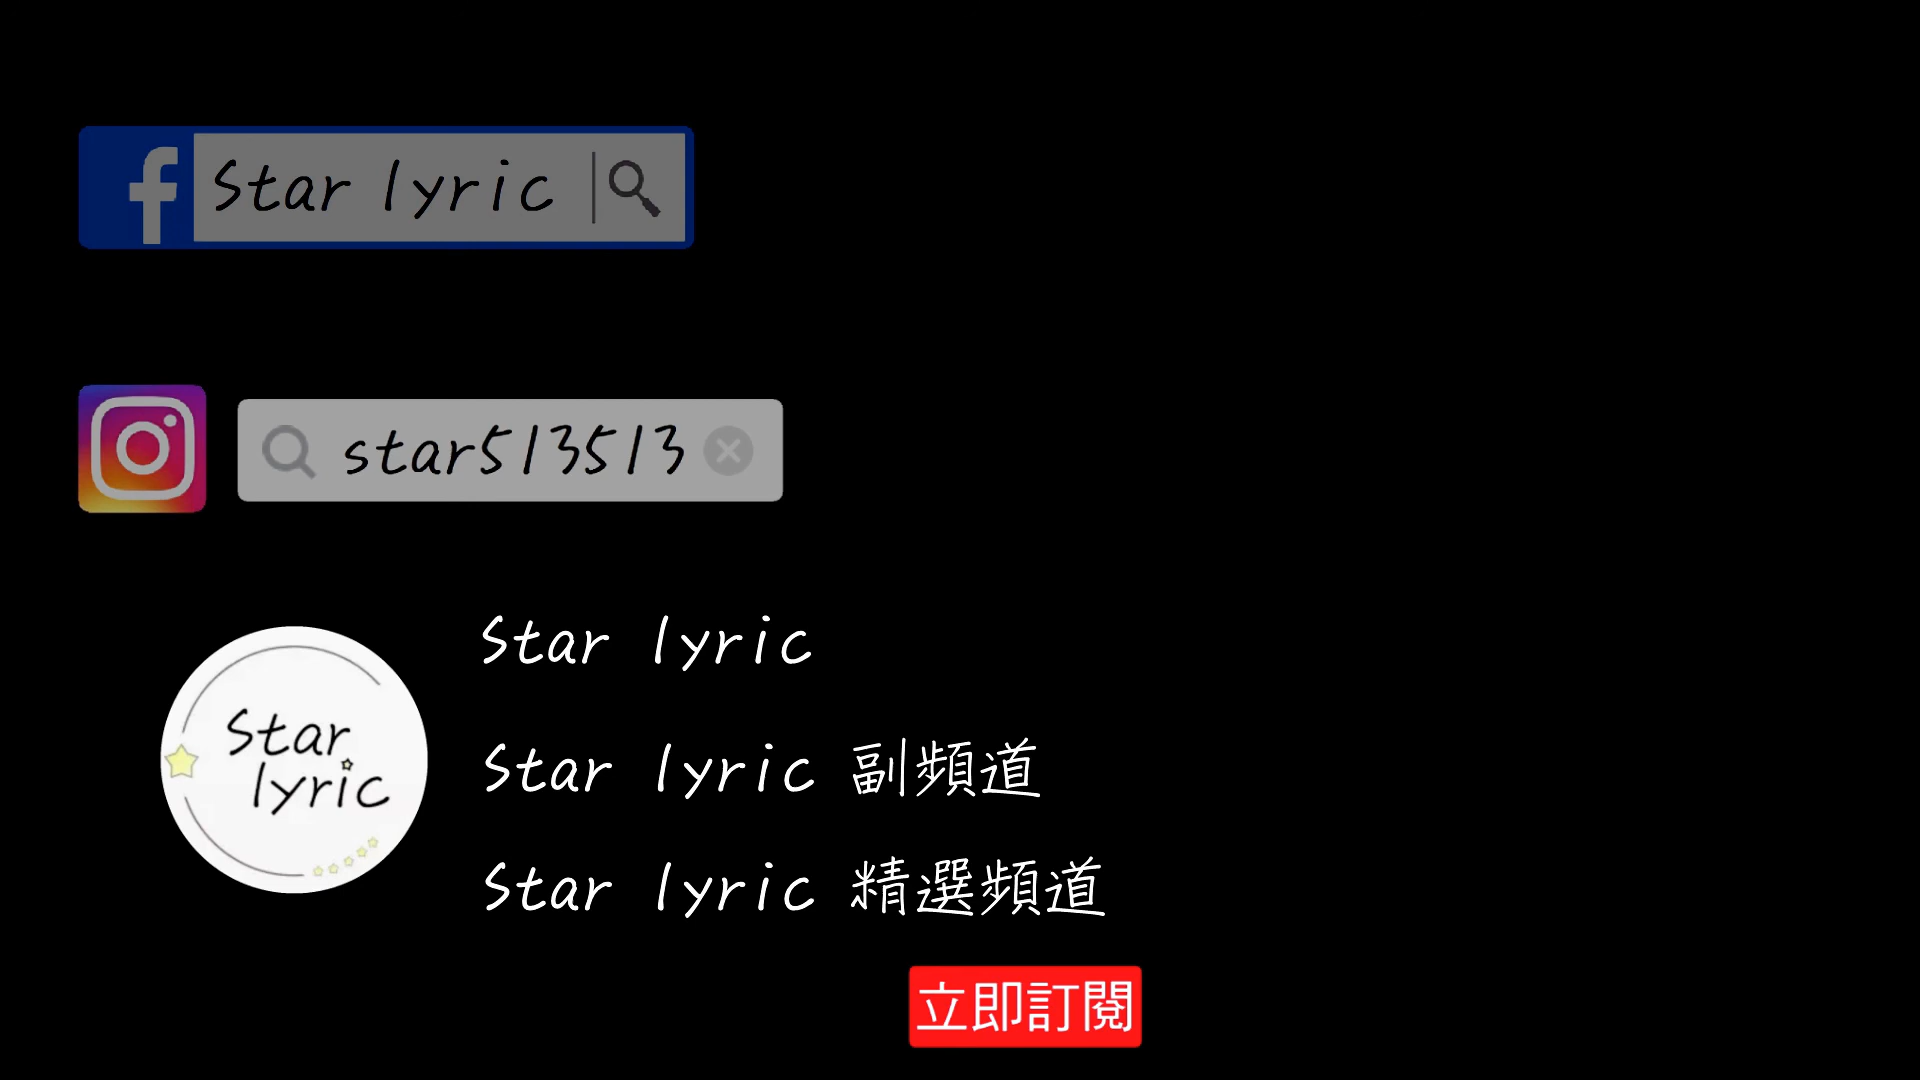 Star lyric
star513513
Star lyric
Star
lyric
Star lyric 副頻道
Star lyric 精選頻道
立即訂閱